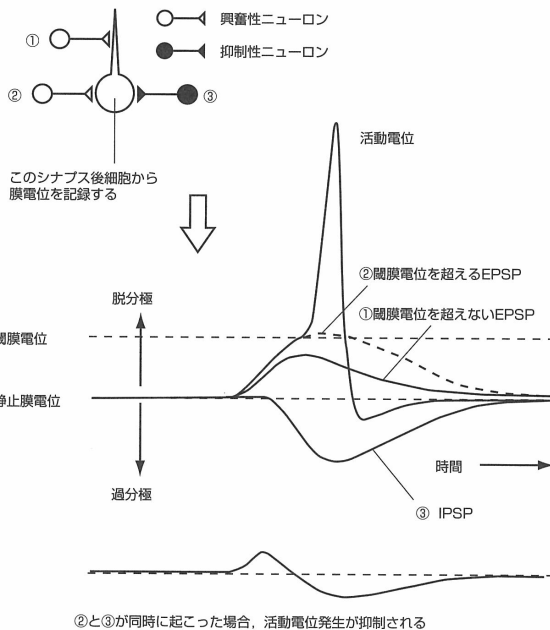 興奮性ニューロン
①
抑制性ニューロン
②
③
このシナプス後細胞から
膜電位を記録する
活動電位
②閾膜電位を超えるEPSP
脱分極
①閾膜電位を超えないEPSP
閾膜電位
静止膜電位
時間
過分極
③ IPSP
②と③が同時に起こった場合，活動電位発生が抑制される